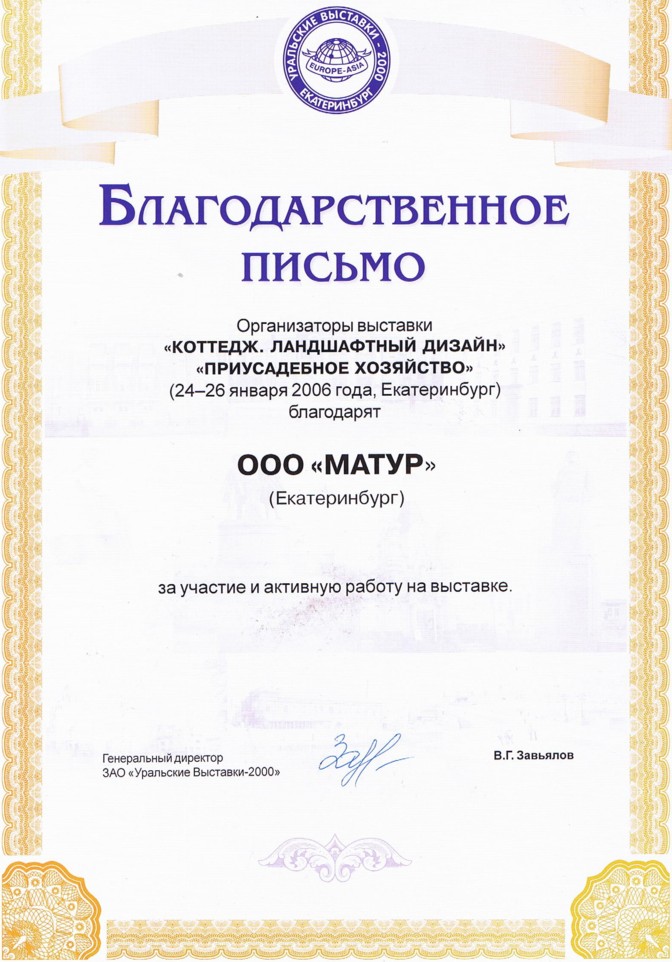 УРАЛЬСКИЕ ВЫСТАВКИ - 2000
EUROPE-ASIA
ЕКАТЕРИНБУРГ
БЛАГОДАРСТВЕННОЕ
ПИСЬМО
Организаторы выставки
«КОТТЕДЖ. ЛАНДШАФТНЫЙ ДИЗАЙН»
«ПРИУСАДЕБНОЕ ХОЗЯЙСТВО»
(24–26 января 2006 года, Екатеринбург)
благодарят
ООО «МАТУР»
(Екатеринбург)
за участие и активную работу на выставке.
Генеральный директор
ЗАО «Уральские Выставки-2000»
В.Г. Завьялов